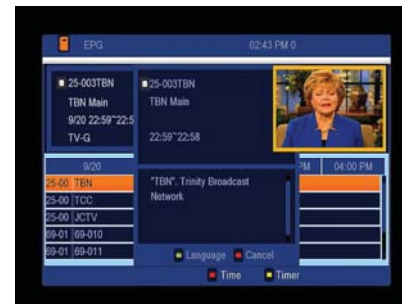 EPG 02:43 PM 0
25-003TBN
TBN Main
9/20 22:59~22:5
TV-G
25-003TBN
TBN Main
22:59~22:58
"TBN". Trinity Broadcast
Network
Language Cancel
9/20 PM 04:00 PM
25-00 TBN
25-00 TCC
25-00 JCTV
69-01 69-010
69-01 69-011
Time Timer